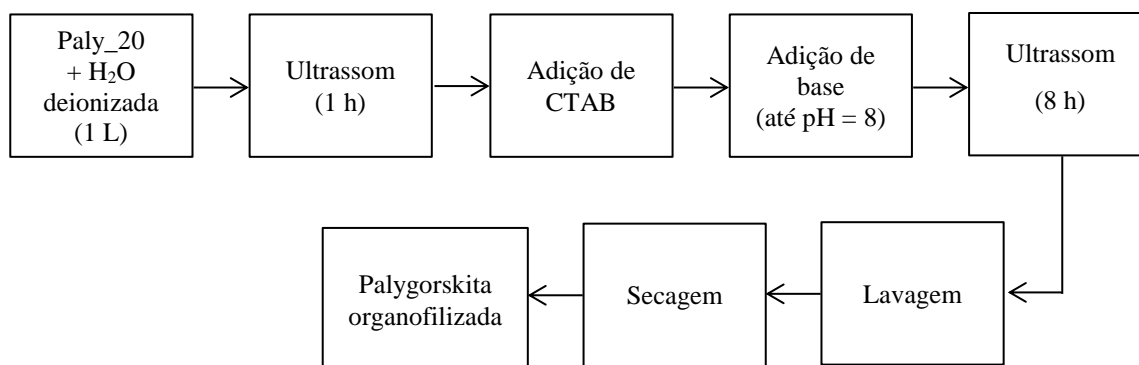 Paly_20
+ H₂O
deionizada
(1 L)
Ultrassom
(1 h)
Adição de
CTAB
Adição de
base
(até pH = 8)
Ultrassom
(8 h)
Lavagem
Secagem
Palygorskita
organofilizada